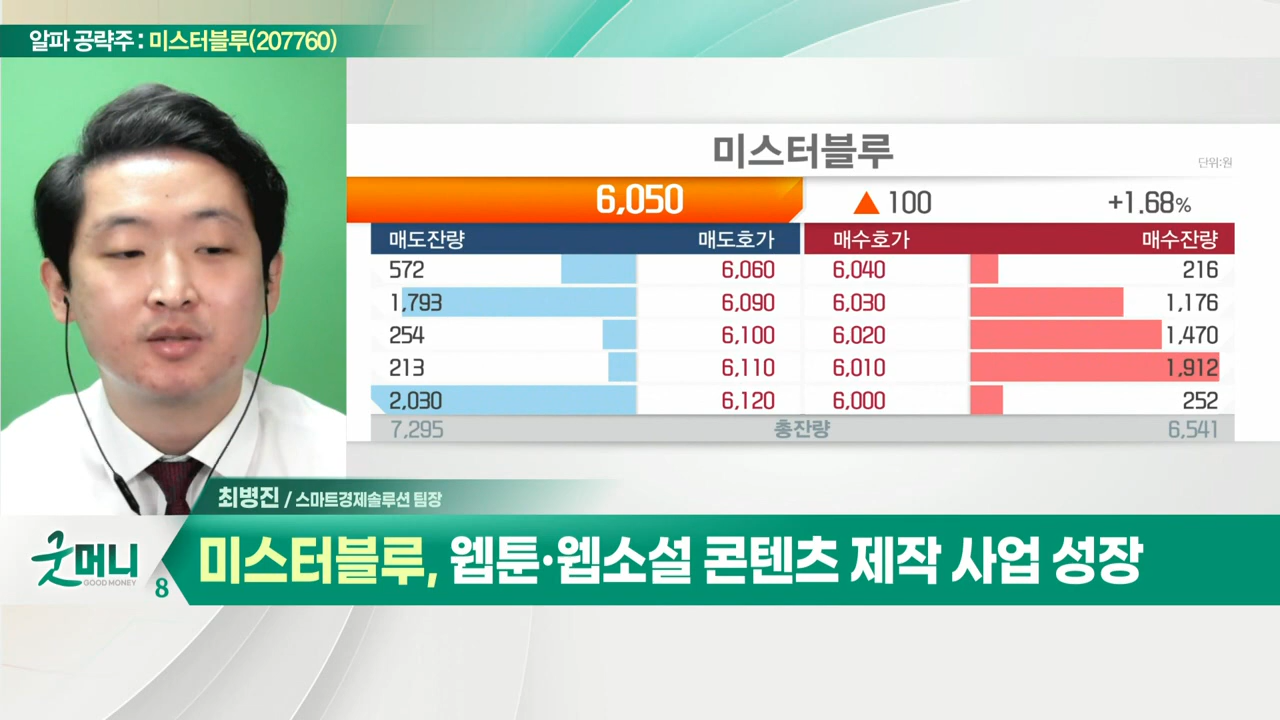 알파 공략주 : 미스터블루(207760)
미스터블루
단위:원
6,050 ▲ 100 +1.68%
매도잔량 매도호가 매수호가 매수잔량
572 6,060 6,040 216
1,793 6,090 6,030 1,176
254 6,100 6,020 1,470
213 6,110 6,010 1,912
2,030 6,120 6,000 252
7,295 총잔량 6,541
최병진 / 스마트경제솔루션 팀장
굿머니
GOOD MONEY
8
미스터블루, 웹툰·웹소설 콘텐츠 제작 사업 성장